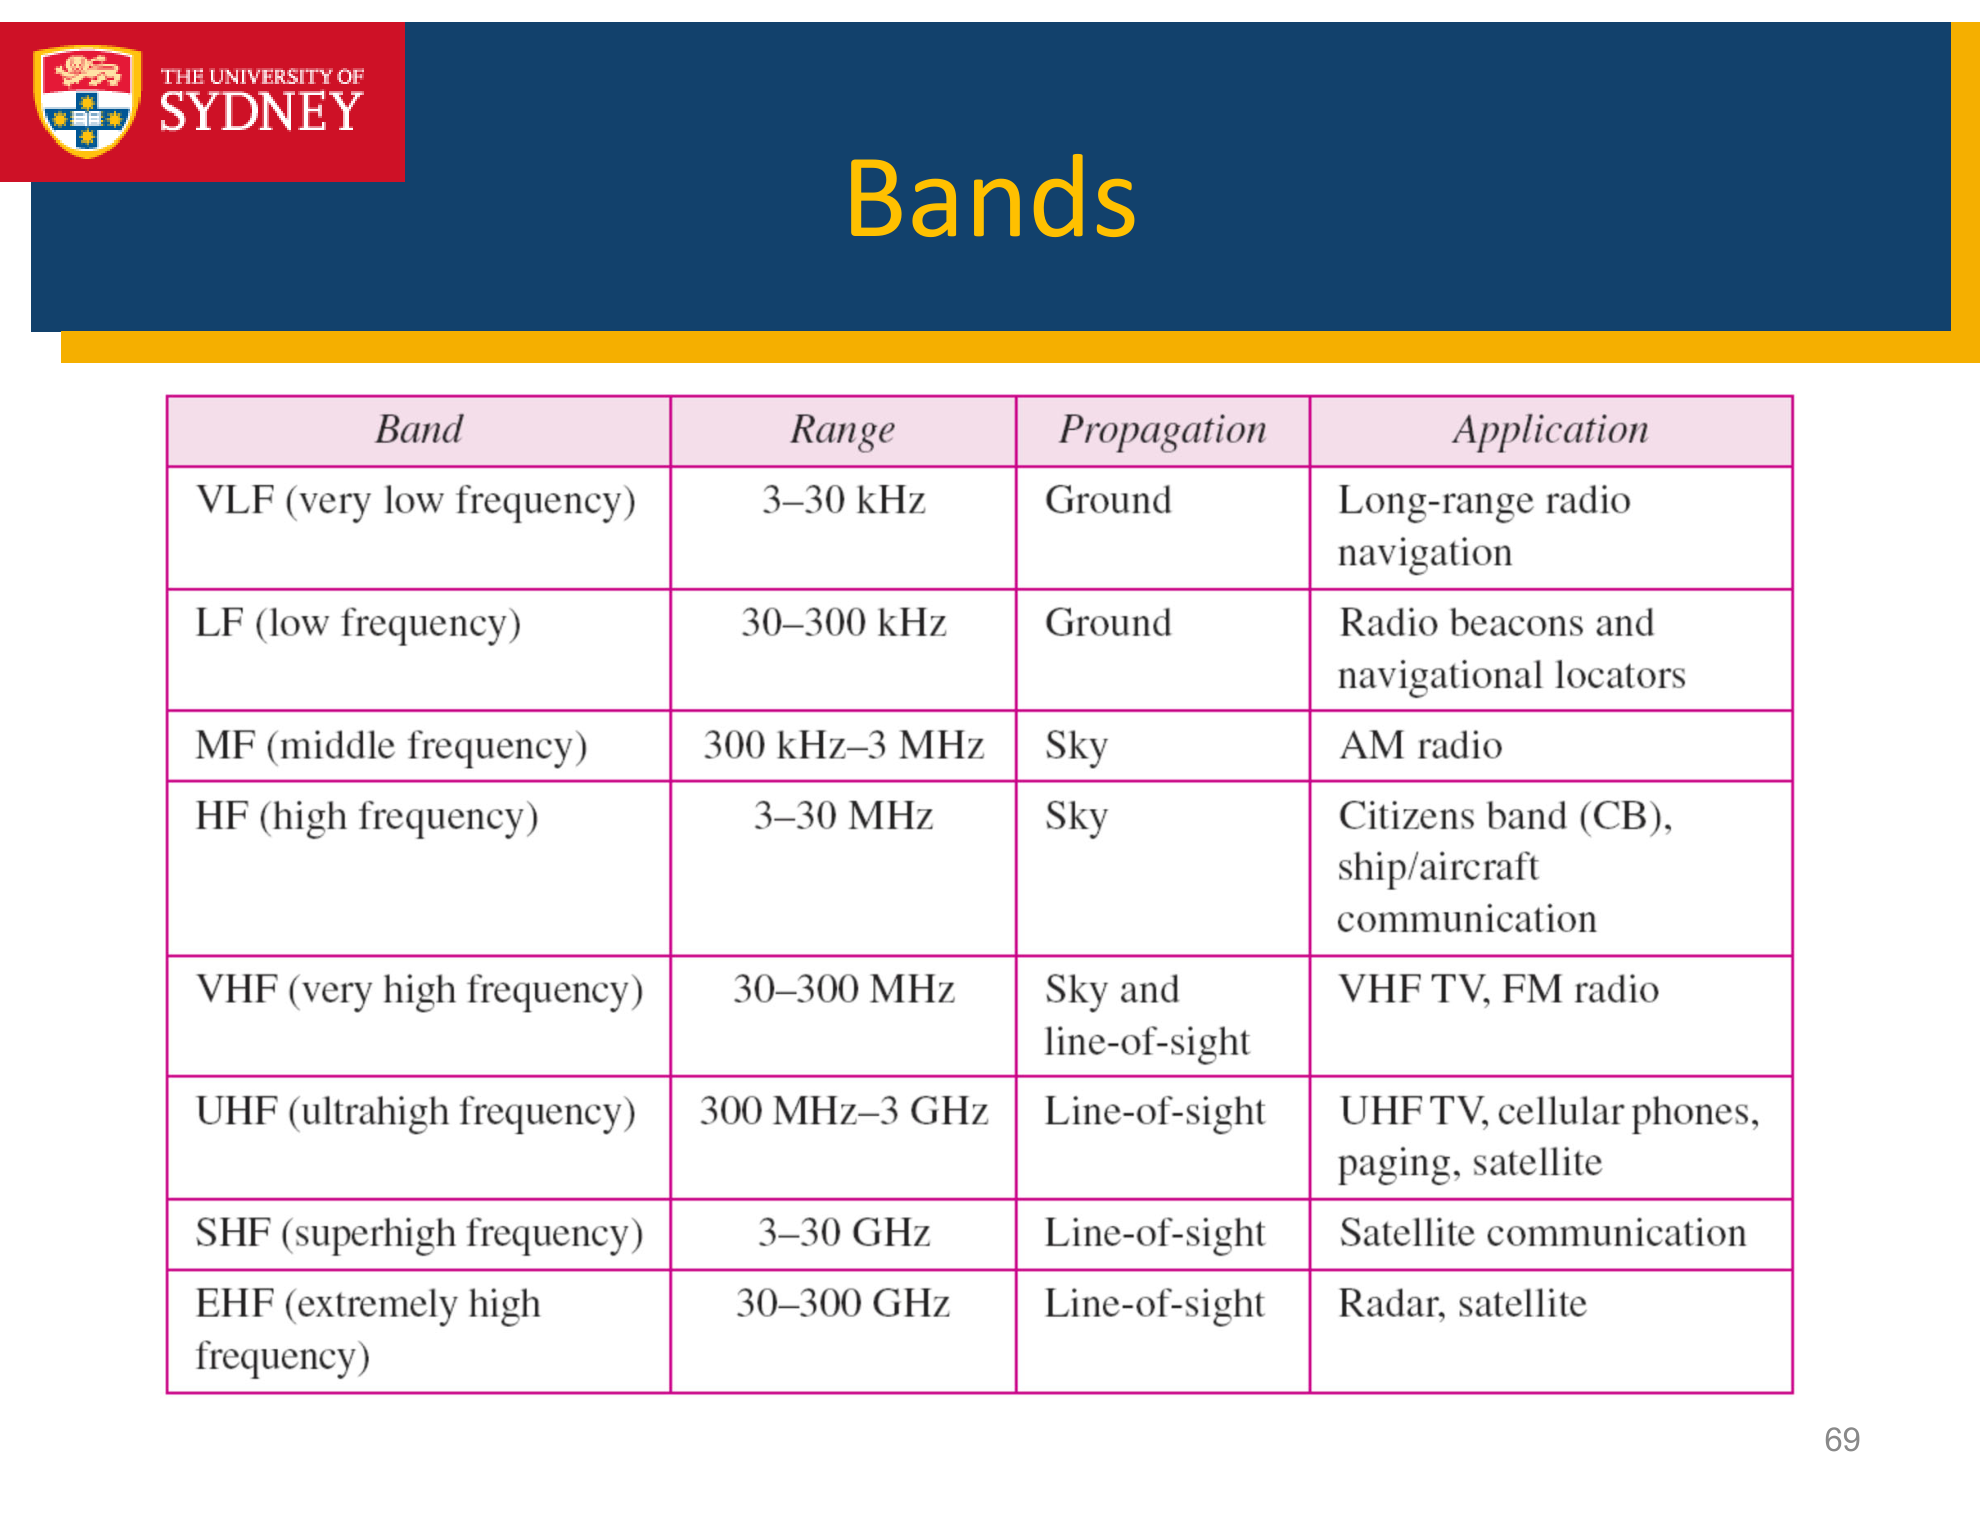 THE UNIVERSITY OF
SYDNEY
Bands
Band Range Propagation Application
VLF (very low frequency) 3–30 kHz Ground Long-range radio
navigation
LF (low frequency) 30–300 kHz Ground Radio beacons and
navigational locators
MF (middle frequency) 300 kHz–3 MHz Sky AM radio
HF (high frequency) 3–30 MHz Sky Citizens band (CB),
ship/aircraft
communication
VHF (very high frequency) 30–300 MHz Sky and VHF TV, FM radio
line-of-sight
UHF (ultrahigh frequency) 300 MHz–3 GHz Line-of-sight UHF TV, cellular phones,
paging, satellite
SHF (superhigh frequency) 3–30 GHz Line-of-sight Satellite communication
EHF (extremely high 30–300 GHz Line-of-sight Radar, satellite
frequency)
69